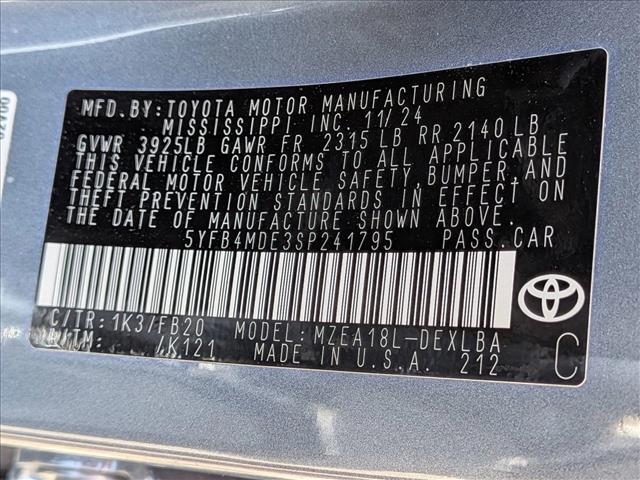 MFD.BY:TOYOTA MOTOR MANUFACTURING
MISSISSIPPI INC. 11/24
GVWR 3925LB GAWR FR 2315 LB RR 2140 LB
THIS VEHICLE CONFORMS TO ALL APPLICABLE
FEDERAL MOTOR VEHICLE SAFETY,BUMPER,AND
THEFT PREVENTION STANDARDS IN EFFECT ON
THE DATE OF MANUFACTURE SHOWN ABOVE.
5YFB4MDE3SP241795 PASS.CAR
C/TR: 1K3/FB20 MODEL: MZEA18L-DEXLBA
A/TM: /K121 MADE IN U.S.A. 212
C